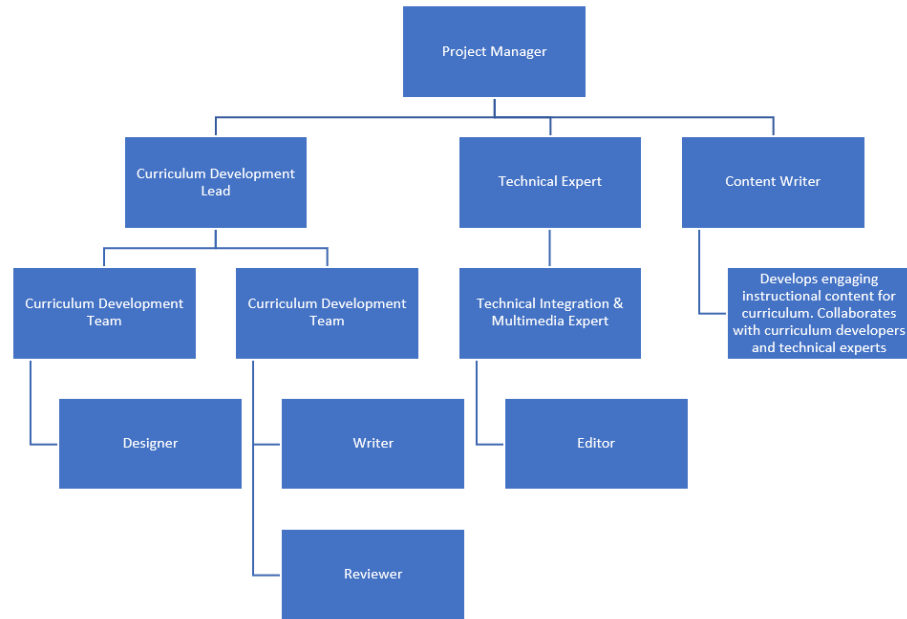 Project Manager
Curriculum Development
Lead
Technical Expert
Content Writer
Curriculum Development
Team
Curriculum Development
Team
Technical Integration &
Multimedia Expert
Develops engaging
instructional content for
curriculum. Collaborates
with curriculum developers
and technical experts
Designer
Writer
Editor
Reviewer